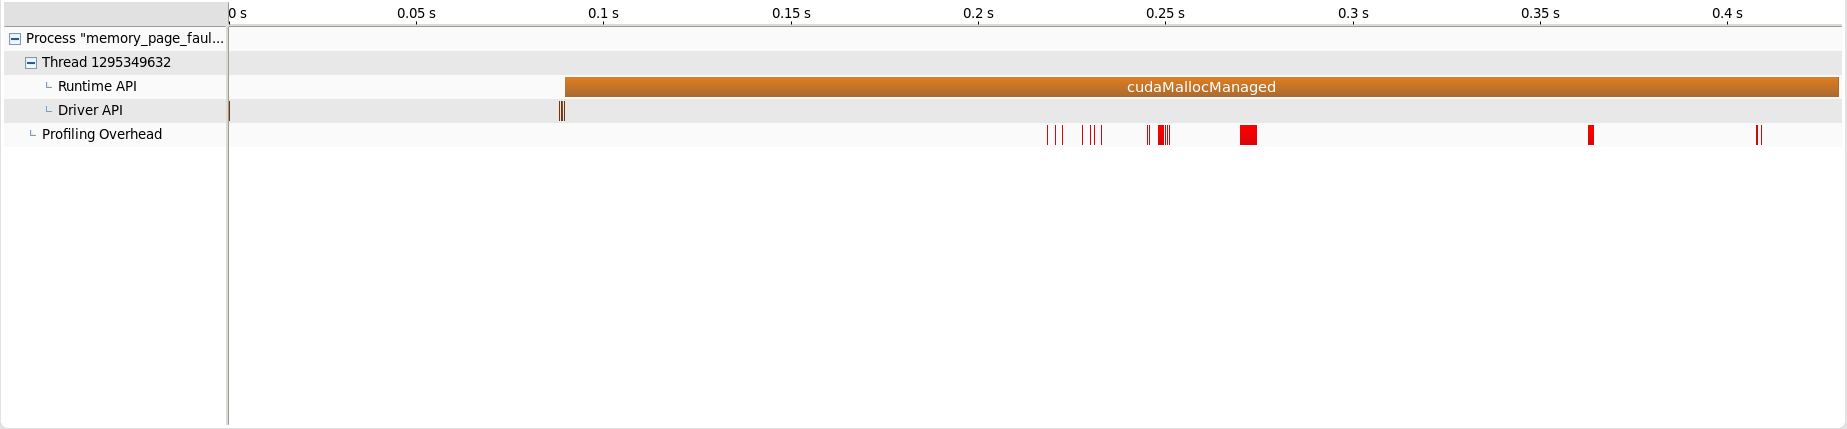 0 s 0.05 s 0.1 s 0.15 s 0.2 s 0.25 s 0.3 s 0.35 s 0.4 s
Process "memory_page_faul...
Thread 1295349632
Runtime API cudaMallocManaged
Driver API
Profiling Overhead